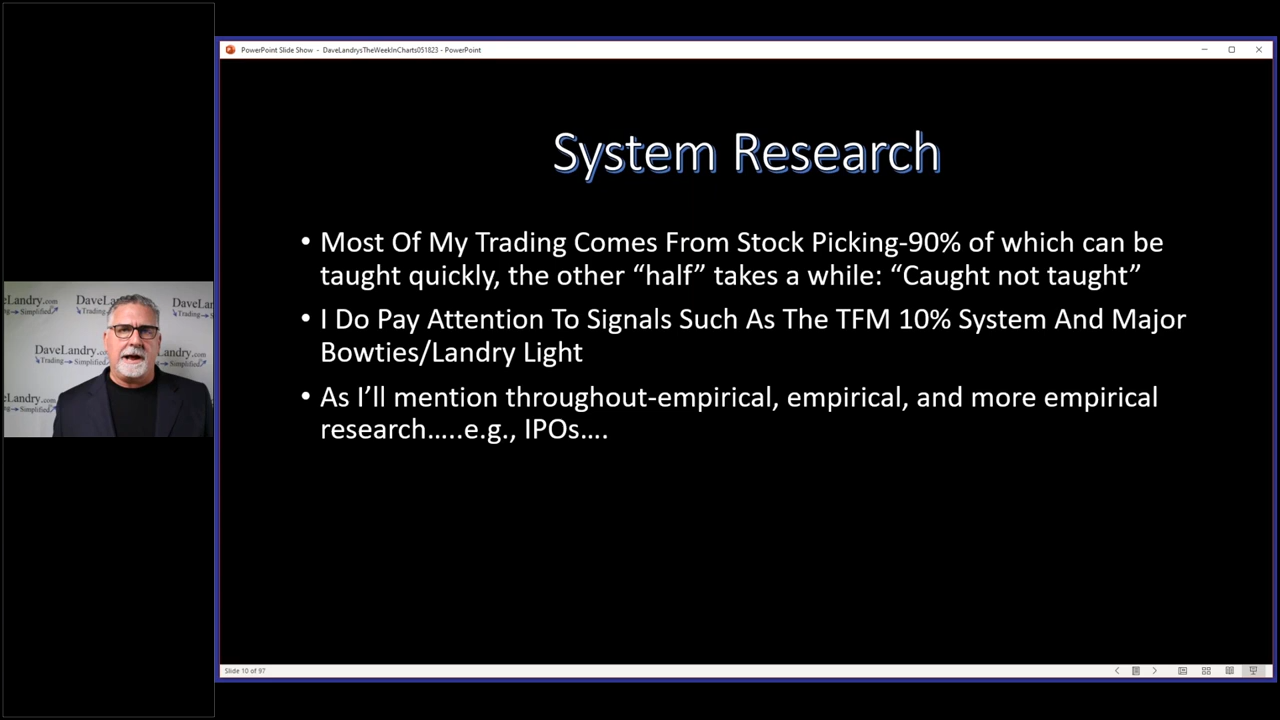 PowerPoint Slide Show - DaveLandrysTheWeekInCharts051823 - PowerPoint
System Research
• Most Of My Trading Comes From Stock Picking-90% of which can be
taught quickly, the other “half” takes a while: “Caught not taught”
• I Do Pay Attention To Signals Such As The TFM 10% System And Major
Bowties/Landry Light
• As I’ll mention throughout-empirical, empirical, and more empirical
research…..e.g., IPOs….
DaveLandry.com
Trading Simplified
Slide 10 of 97